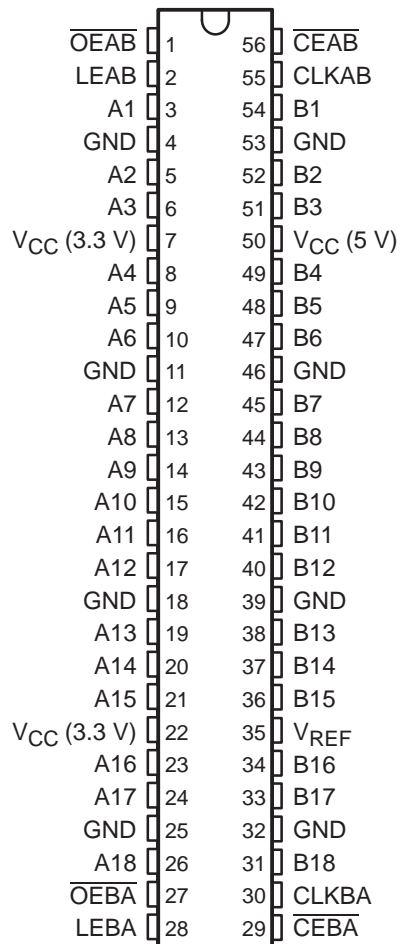 O̅E̅A̅B̅ 1 56 C̅E̅A̅B̅
LEAB 2 55 CLKAB
A1 3 54 B1
GND 4 53 GND
A2 5 52 B2
A3 6 51 B3
VCC (3.3 V) 7 50 VCC (5 V)
A4 8 49 B4
A5 9 48 B5
A6 10 47 B6
GND 11 46 GND
A7 12 45 B7
A8 13 44 B8
A9 14 43 B9
A10 15 42 B10
A11 16 41 B11
A12 17 40 B12
GND 18 39 GND
A13 19 38 B13
A14 20 37 B14
A15 21 36 B15
VCC (3.3 V) 22 35 VREF
A16 23 34 B16
A17 24 33 B17
GND 25 32 GND
A18 26 31 B18
O̅E̅B̅A̅ 27 30 CLKBA
LEBA 28 29 C̅E̅B̅A̅